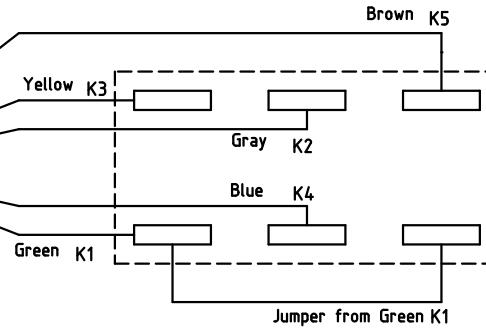 Brown K5
Yellow K3
Gray K2
Blue K4
Green K1
Jumper from Green K1